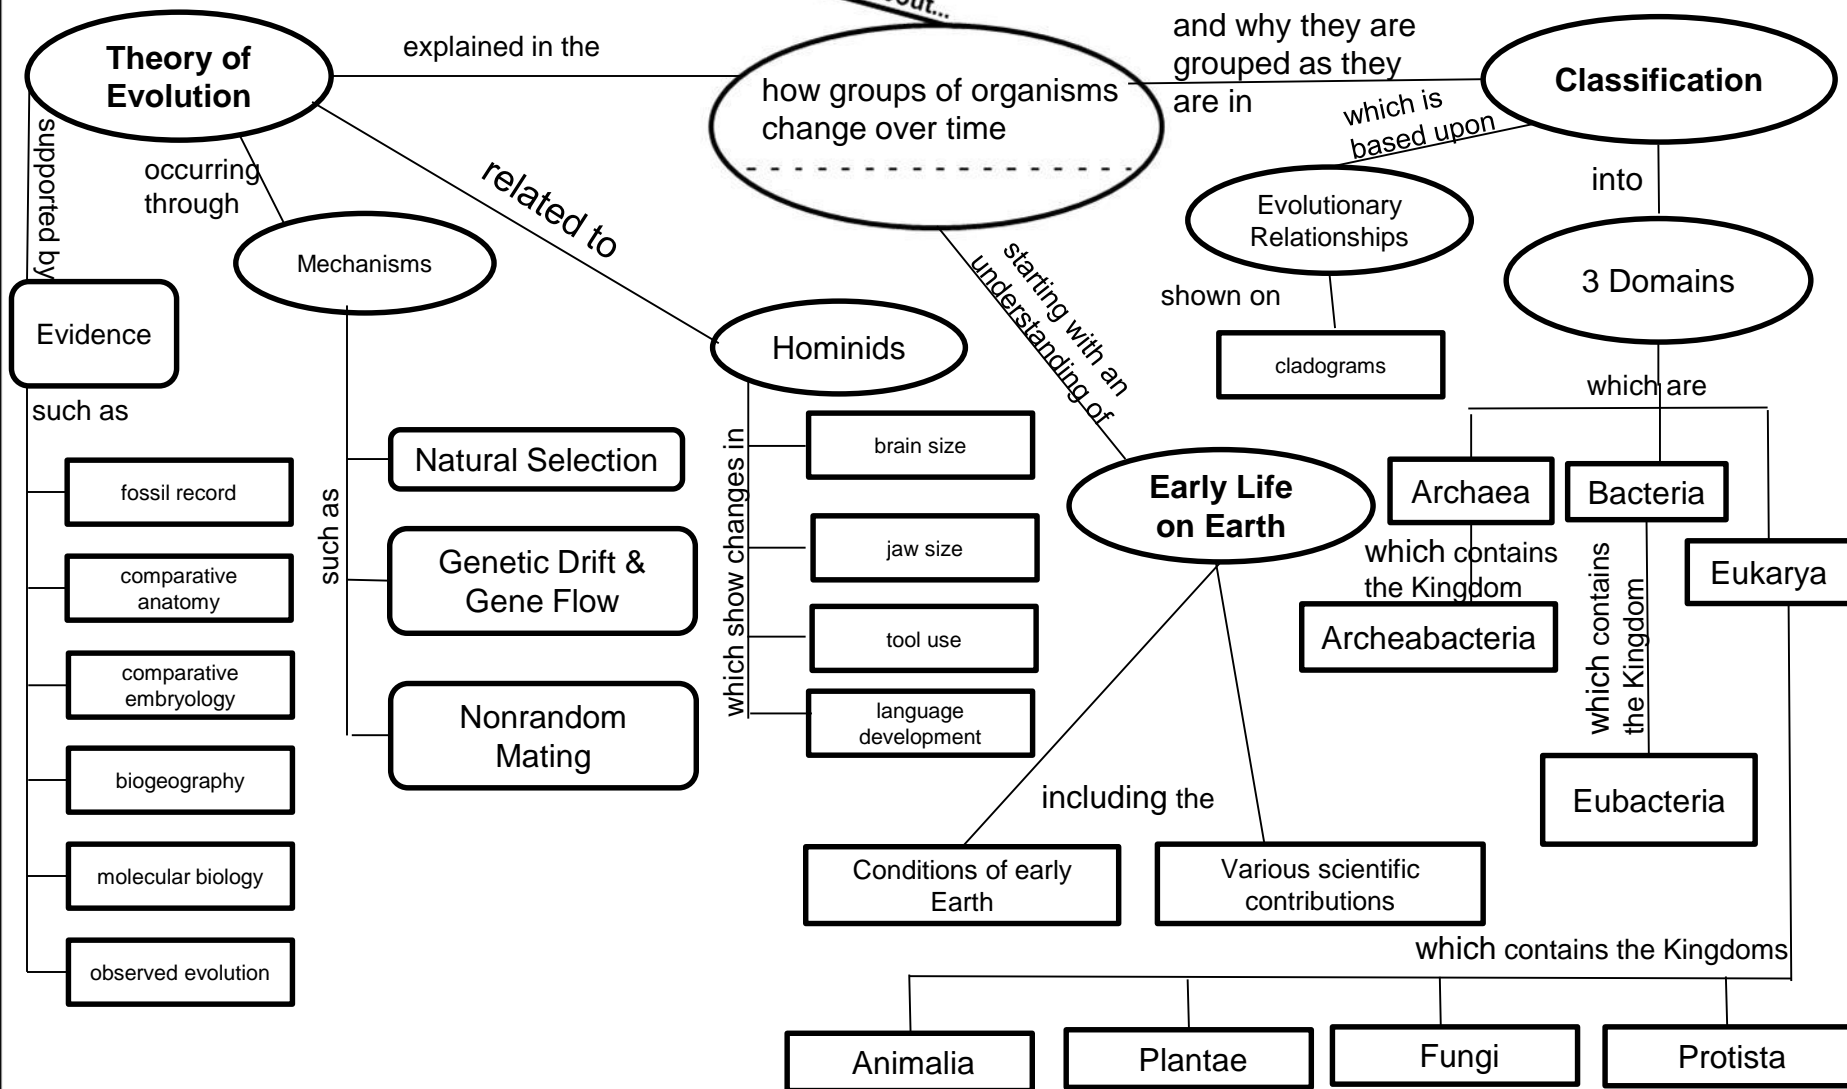 Theory of
Evolution
explained in the
how groups of organisms
change over time
and why they are
grouped as they
are in
Classification
which is
based upon
into
Evolutionary
Relationships
3 Domains
shown on
cladograms
which are
supported by
occurring
through
Mechanisms
related to
Hominids
starting with an
understanding of
Evidence
such as
fossil record
comparative
anatomy
comparative
embryology
biogeography
molecular biology
observed evolution
such as
Natural Selection
Genetic Drift &
Gene Flow
Nonrandom
Mating
which show changes in
brain size
jaw size
tool use
language
development
Early Life
on Earth
including the
Conditions of early
Earth
Various scientific
contributions
Archaea
Bacteria
Eukarya
which contains
the Kingdom
Archeabacteria
which contains
the Kingdom
Eubacteria
which contains the Kingdoms
Animalia
Plantae
Fungi
Protista